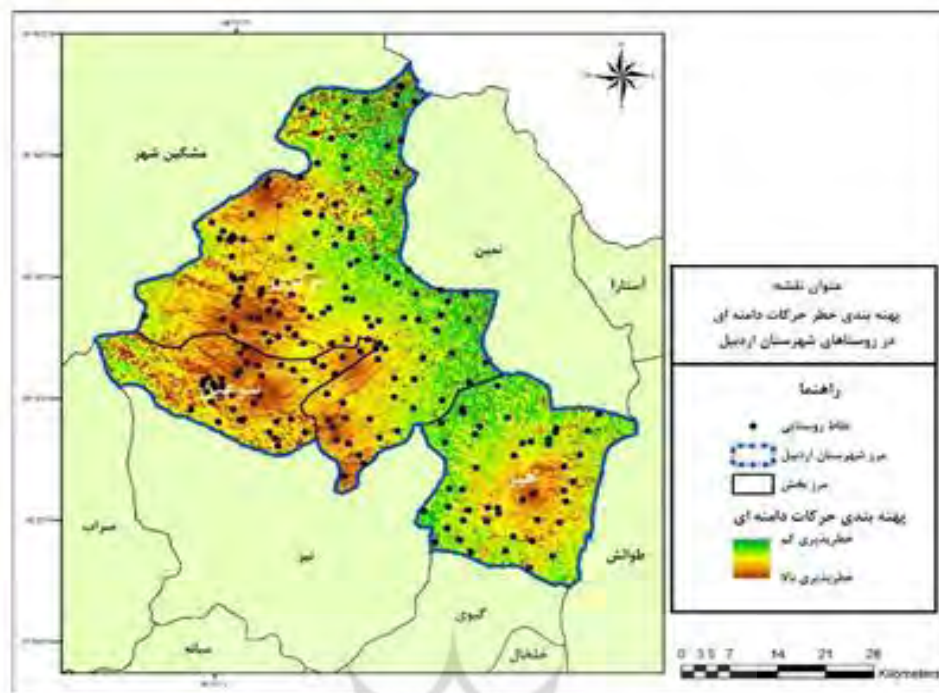 مشگین شهر
نمین
آستارا
سراب
نیر
طوالش
گیوی
میانه
خلخال
عنوان نقشه:
پهنه بندی خطر حرکات دامنه ای
در روستاهای شهرستان اردبیل
راهنما
نقاط روستایی
مرز شهرستان اردبیل
مرز بخش
پهنه بندی حرکات دامنه ای
خطرپذیری کم
خطرپذیری بالا
0 3.5 7 14 21 28
Kilometers